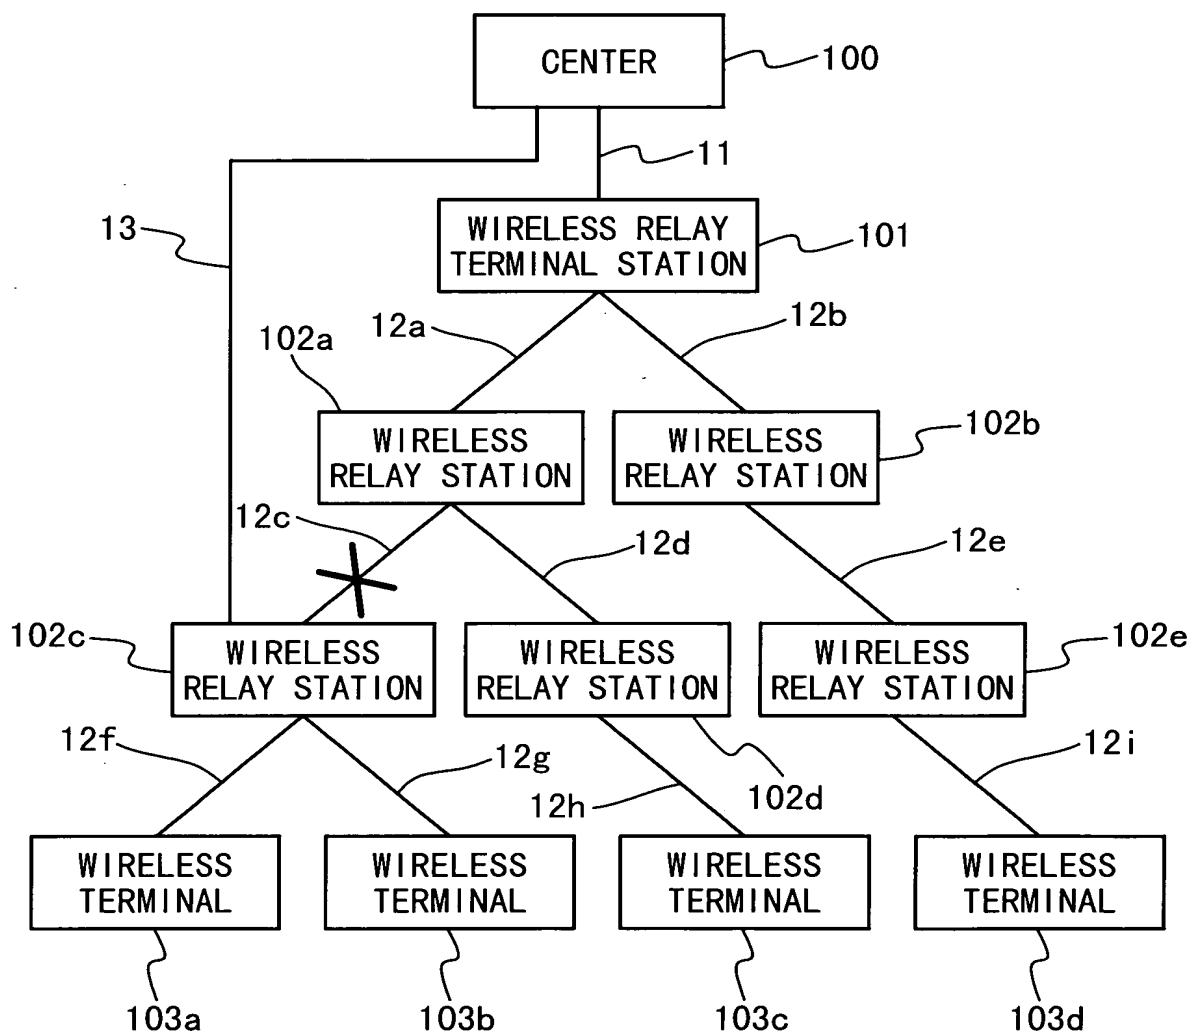 CENTER
100
11
13
WIRELESS RELAY
TERMINAL STATION
101
12a
12b
102a
WIRELESS
RELAY STATION
WIRELESS
RELAY STATION
102b
12c
12d
12e
102c
WIRELESS
RELAY STATION
WIRELESS
RELAY STATION
WIRELESS
RELAY STATION
102e
12f
12g
12h
102d
12i
WIRELESS
TERMINAL
WIRELESS
TERMINAL
WIRELESS
TERMINAL
WIRELESS
TERMINAL
103a
103b
103c
103d